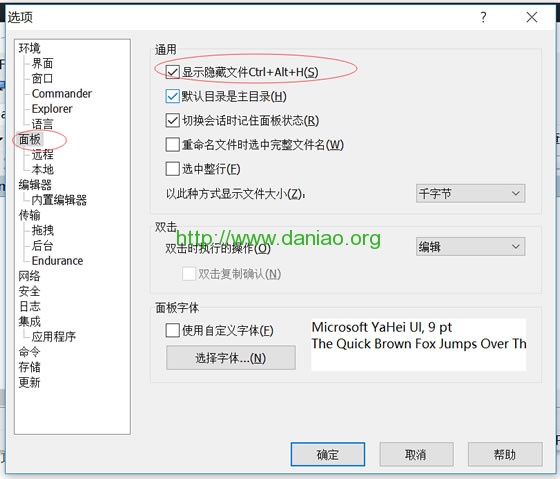 选项
?
环境
界面
窗口
Commander
Explorer
语言
面板
远程
本地
编辑器
内置编辑器
传输
拖拽
后台
Endurance
网络
安全
日志
集成
应用程序
命令
存储
更新
通用
显示隐藏文件Ctrl+Alt+H(S)
默认目录是主目录(H)
切换会话时记住面板状态(R)
重命名文件时选中完整文件名(W)
选中整行(F)
以此种方式显示文件大小(Z): 千字节
双击
http://www.daniao.org
双击时执行的操作(O) 编辑
双击复制确认(N)
面板字体
使用自定义字体(F)
选择字体...(N)
Microsoft YaHei UI, 9 pt
The Quick Brown Fox Jumps Over Th
确定 取消 帮助